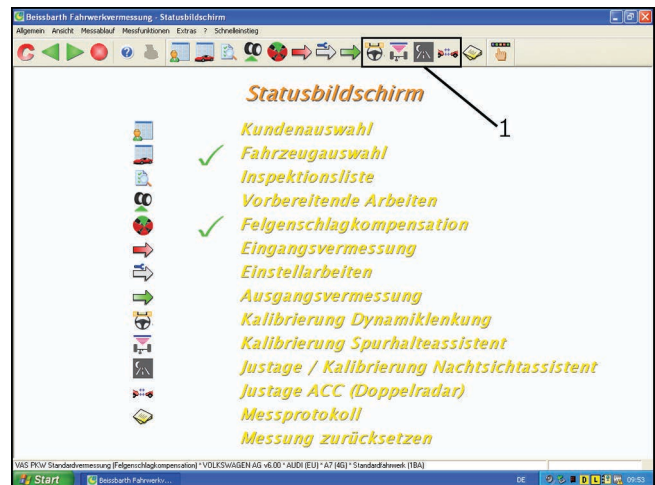 Beissbarth Fahrwerkvermessung - Statusbildschirm
Allgemein Ansicht Messablauf Messfunktionen Extras ? Schnelleinstieg
Statusbildschirm
1
Kundenauswahl
Fahrzeugauswahl
Inspektionsliste
Vorbereitende Arbeiten
Felgenschlagkompensation
Eingangsvermessung
Einstellarbeiten
Ausgangsvermessung
Kalibrierung Dynamiklenkung
Kalibrierung Spurhalteassistent
Justage / Kalibrierung Nachtsichtassistent
Justage ACC (Doppelradar)
Messprotokoll
Messung zurücksetzen
VAS PKW Standardvermessung (Felgenschlagkompensation) * VOLKSWAGEN AG v6.00 * AUDI (EU) * A7 (4G) * Standardfahrwerk (1BA)
Start Beissbarth Fahrwerkv... DE D L 09:53